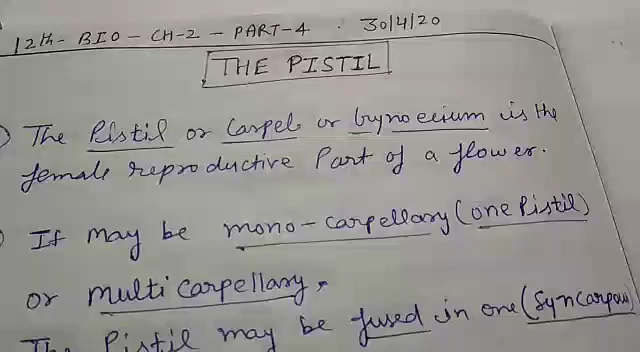 12th- BIO - CH-2 - PART-4 . 30/4/20
THE PISTIL
The Pistil or Carpel or Gynoecium is the
female reproductive Part of a flower.
It may be mono-carpellary (one Pistil)
or multi carpellary,
The Pistil may be fused in one (Syncarpous)